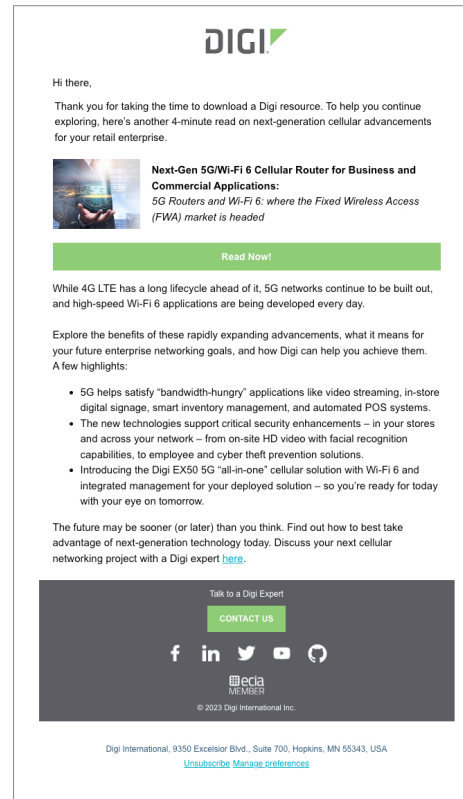 DIGI
Hi there,
Thank you for taking the time to download a Digi resource. To help you continue
exploring, here's another 4-minute read on next-generation cellular advancements
for your retail enterprise.
5G
Next-Gen 5G/Wi-Fi 6 Cellular Router for Business and
Commercial Applications:
5G Routers and Wi-Fi 6: where the Fixed Wireless Access
(FWA) market is headed
Read Now!
While 4G LTE has a long lifecycle ahead of it, 5G networks continue to be built out,
and high-speed Wi-Fi 6 applications are being developed every day.
Explore the benefits of these rapidly expanding advancements, what it means for
your future enterprise networking goals, and how Digi can help you achieve them.
A few highlights:
• 5G helps satisfy “bandwidth-hungry” applications like video streaming, in-store
digital signage, smart inventory management, and automated POS systems.
• The new technologies support critical security enhancements – in your stores
and across your network – from on-site HD video with facial recognition
capabilities, to employee and cyber theft prevention solutions.
• Introducing the Digi EX50 5G “all-in-one” cellular solution with Wi-Fi 6 and
integrated management for your deployed solution – so you're ready for today
with your eye on tomorrow.
The future may be sooner (or later) than you think. Find out how to best take
advantage of next-generation technology today. Discuss your next cellular
networking project with a Digi expert here.
Talk to a Digi Expert
CONTACT US
ecia
MEMBER
© 2023 Digi International Inc.
Digi International, 9350 Excelsior Blvd., Suite 700, Hopkins, MN 55343, USA
Unsubscribe Manage preferences